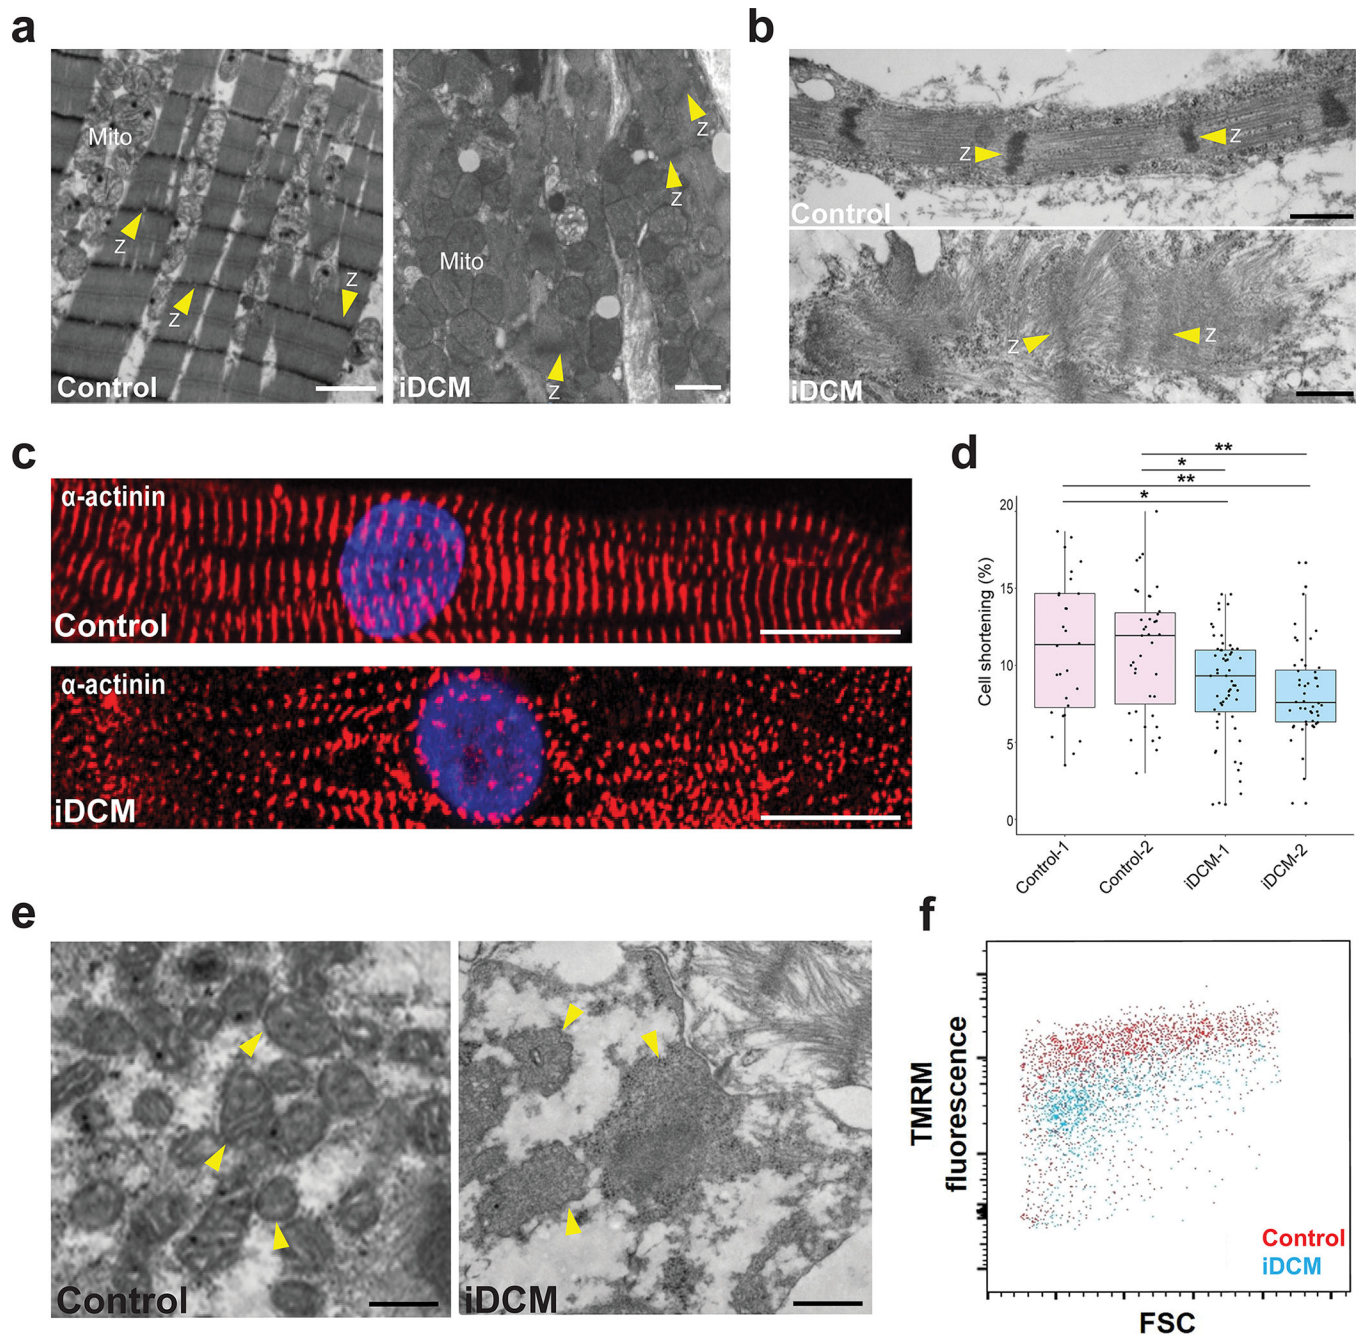 a
Mito
Z
Z
Z
Control
Mito
Z
Z
Z
iDCM
b
Z
Z
Control
Z
Z
iDCM
c
α-actinin
Control
α-actinin
iDCM
d
**
*
**
*
Cell shortening (%)
20
15
10
5
0
Control-1
Control-2
iDCM-1
iDCM-2
e
Control
iDCM
f
TMRM
fluorescence
Control
iDCM
FSC